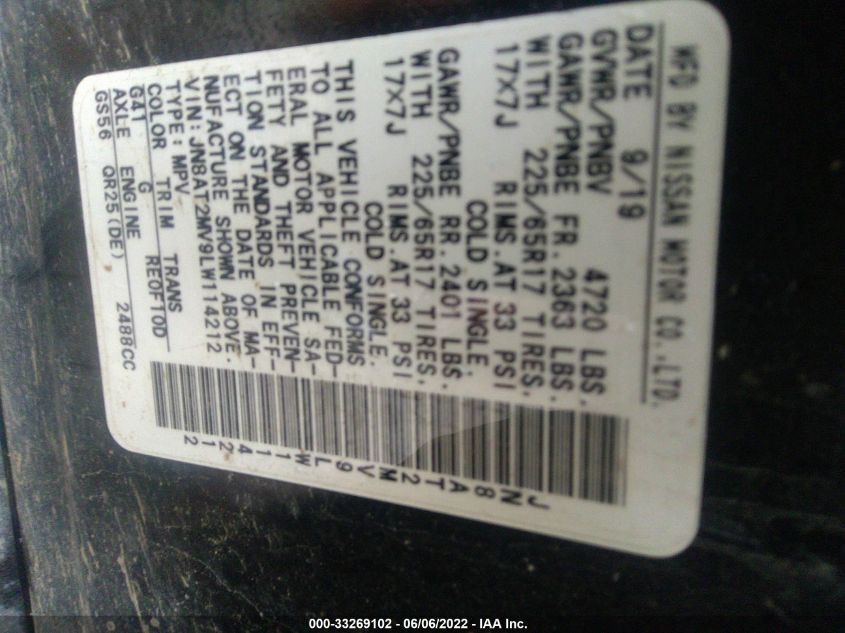 MFD BY NISSAN MOTOR CO.,LTD.
DATE 9/19
GVWR/PNBV 4720 LBS.
GAWR/PNBE FR. 2363 LBS.
WITH 225/65R17 TIRES,
17X7J RIMS.AT 33 PSI
COLD SINGLE.
GAWR/PNBE RR. 2401 LBS.
WITH 225/65R17 TIRES,
17X7J RIMS.AT 33 PSI
COLD SINGLE.
THIS VEHICLE CONFORMS
TO ALL APPLICABLE FED-
ERAL MOTOR VEHICLE SA-
FETY AND THEFT PREVEN-
TION STANDARDS IN EFF-
ECT ON THE DATE OF MA-
NUFACTURE SHOWN ABOVE.
VIN:JN8AT2MV9LW114212
TYPE:MPV
COLOR TRIM TRANS
G41 G RE0F10D
AXLE ENGINE
GS56 QR25(DE) 2488CC
JN8AT2MV9LW114212
000-33269102 - 06/06/2022 - IAA Inc.